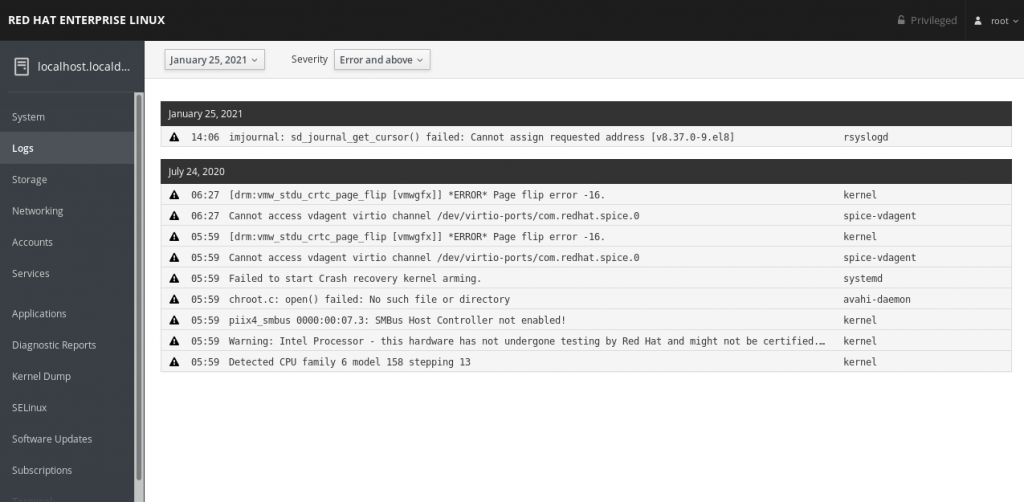 RED HAT ENTERPRISE LINUX
Privileged
root
localhost.locald...
January 25, 2021
Severity
Error and above
System
Logs
Storage
Networking
Accounts
Services
Applications
Diagnostic Reports
Kernel Dump
SELinux
Software Updates
Subscriptions
Terminal
January 25, 2021
14:06 imjournal: sd_journal_get_cursor() failed: Cannot assign requested address [v8.37.0-9.el8] rsyslogd
July 24, 2020
06:27 [drm:vmw_stdu_crtc_page_flip [vmwgfx]] *ERROR* Page flip error -16. kernel
06:27 Cannot access vdagent virtio channel /dev/virtio-ports/com.redhat.spice.0 spice-vdagent
05:59 [drm:vmw_stdu_crtc_page_flip [vmwgfx]] *ERROR* Page flip error -16. kernel
05:59 Cannot access vdagent virtio channel /dev/virtio-ports/com.redhat.spice.0 spice-vdagent
05:59 Failed to start Crash recovery kernel arming. systemd
05:59 chroot.c: open() failed: No such file or directory avahi-daemon
05:59 piix4_smbus 0000:00:07.3: SMBus Host Controller not enabled! kernel
05:59 Warning: Intel Processor - this hardware has not undergone testing by Red Hat and might not be certified.… kernel
05:59 Detected CPU family 6 model 158 stepping 13 kernel